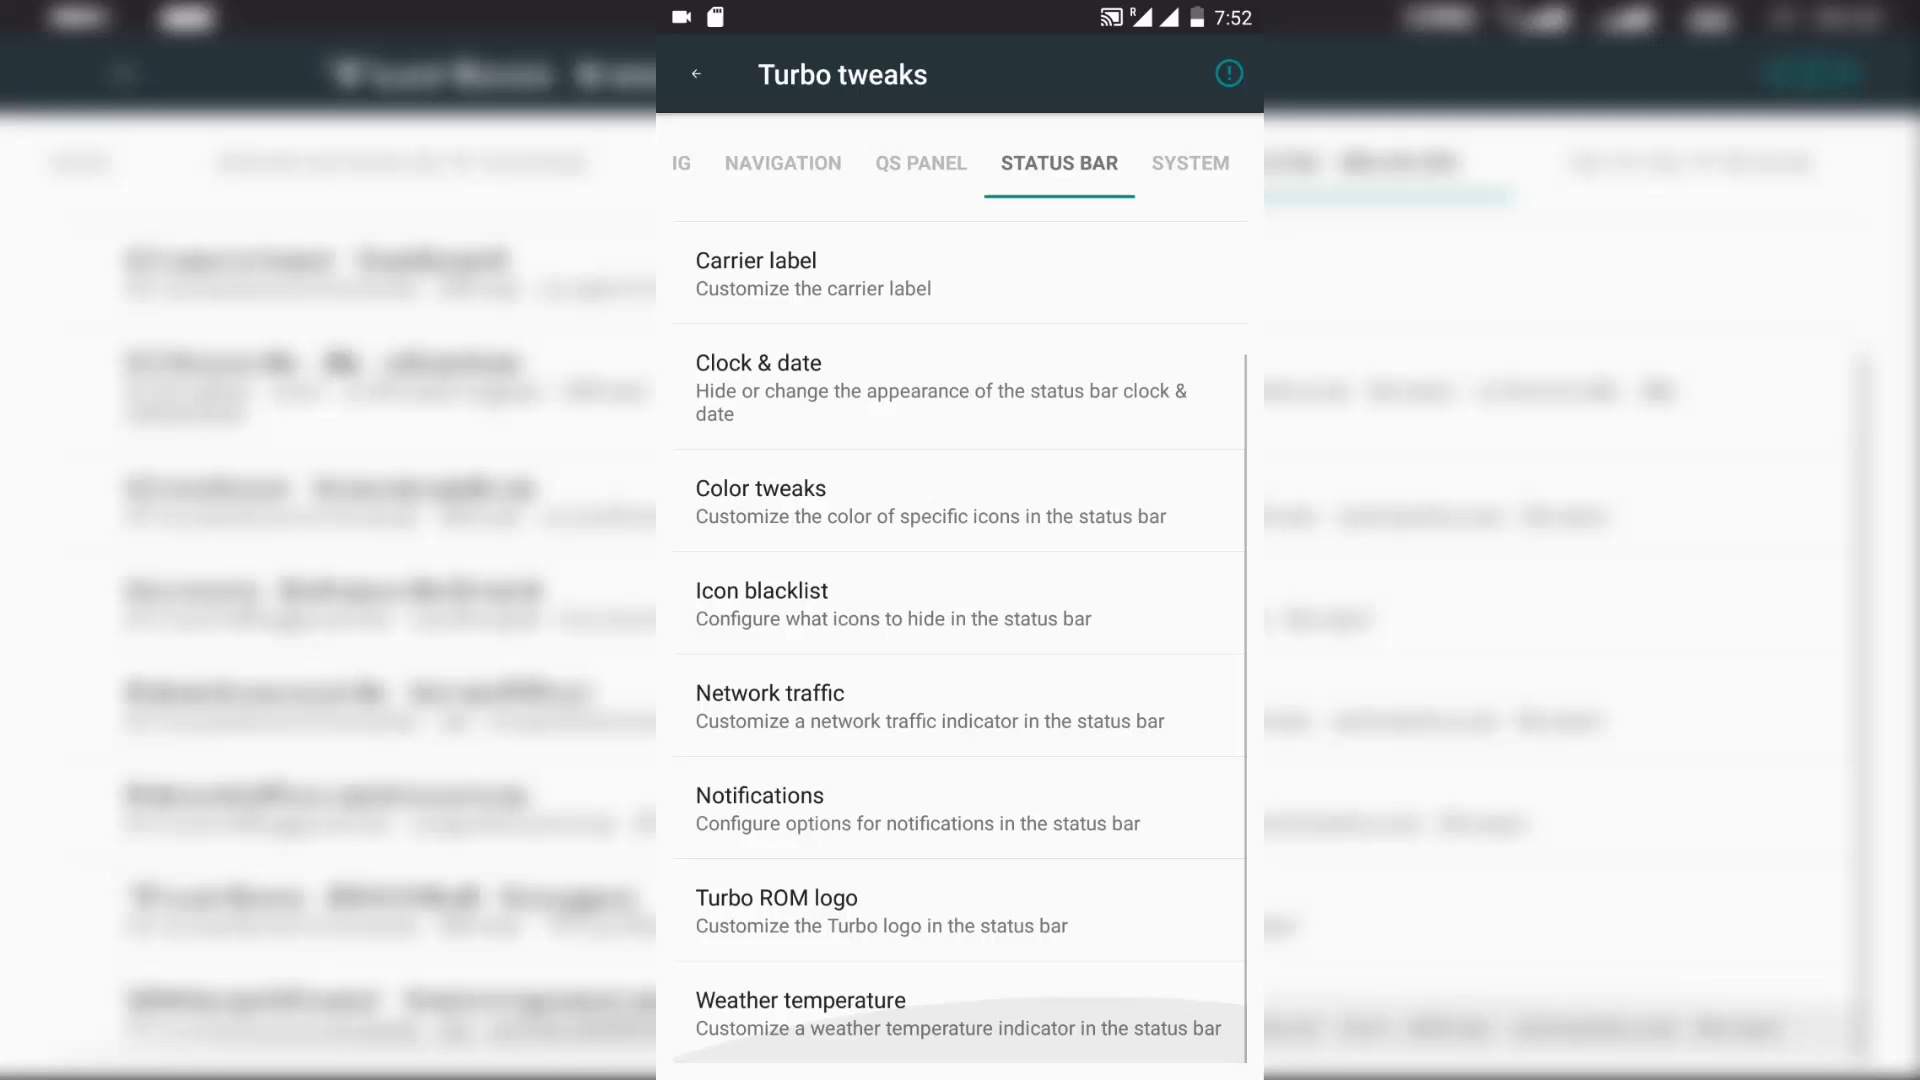 7:52
Turbo tweaks
IG NAVIGATION QS PANEL STATUS BAR SYSTEM
Carrier label
Customize the carrier label
Clock & date
Hide or change the appearance of the status bar clock &
date
Color tweaks
Customize the color of specific icons in the status bar
Icon blacklist
Configure what icons to hide in the status bar
Network traffic
Customize a network traffic indicator in the status bar
Notifications
Configure options for notifications in the status bar
Turbo ROM logo
Customize the Turbo logo in the status bar
Weather temperature
Customize a weather temperature indicator in the status bar